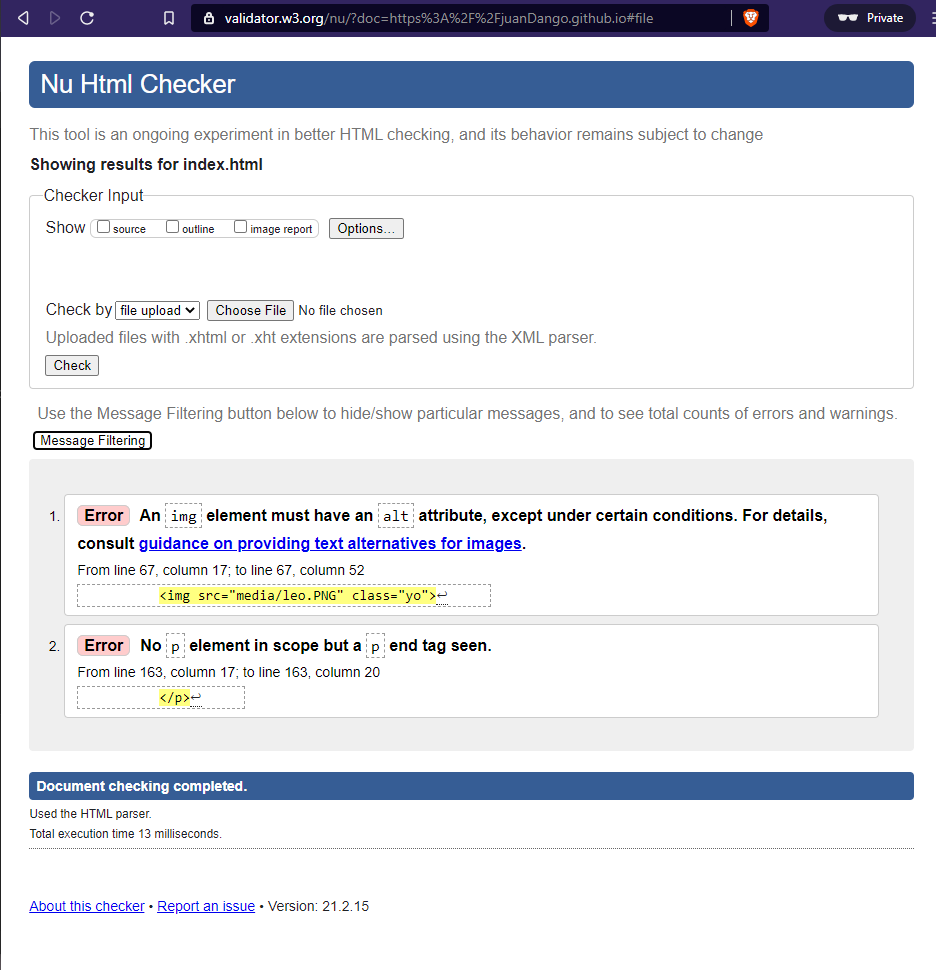 validator.w3.org/nu/?doc=https%3A%2F%2FjuanDango.github.io#file
Private
Nu Html Checker
This tool is an ongoing experiment in better HTML checking, and its behavior remains subject to change
Showing results for index.html
Checker Input
Show source outline image report Options...
Check by file upload Choose File No file chosen
Uploaded files with .xhtml or .xht extensions are parsed using the XML parser.
Check
Use the Message Filtering button below to hide/show particular messages, and to see total counts of errors and warnings.
Message Filtering
1. Error An img element must have an alt attribute, except under certain conditions. For details,
consult guidance on providing text alternatives for images.
From line 67, column 17; to line 67, column 52
<img src="media/leo.PNG" class="yo">↩
2. Error No p element in scope but a p end tag seen.
From line 163, column 17; to line 163, column 20
</p>↩
Document checking completed.
Used the HTML parser.
Total execution time 13 milliseconds.
About this checker • Report an issue • Version: 21.2.15